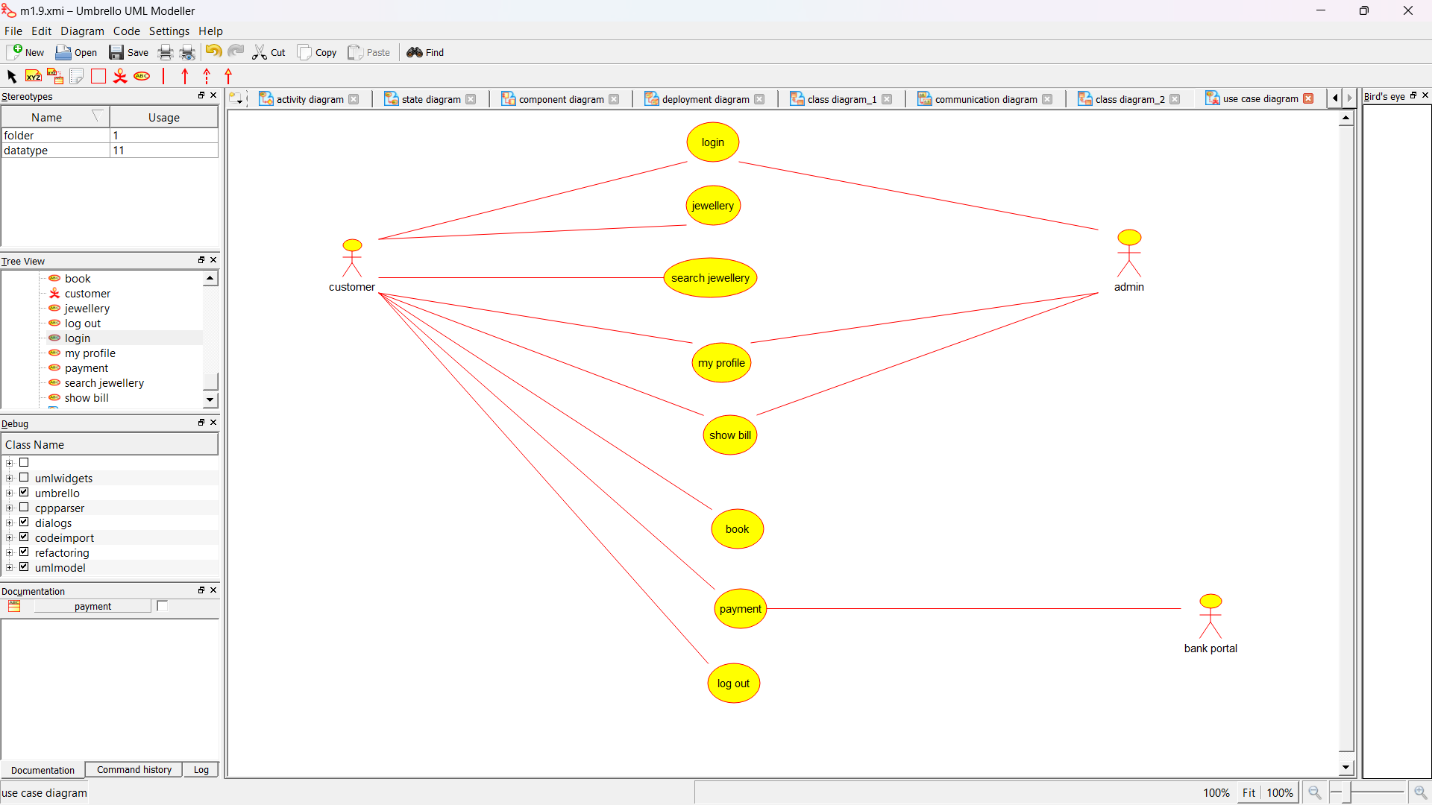 m1.9.xmi – Umbrello UML Modeller
File Edit Diagram Code Settings Help
New Open Save Cut Copy Paste Find
Stereotypes
Name Usage
folder 1
datatype 11
Tree View
book
customer
jewellery
log out
login
my profile
payment
search jewellery
show bill
Debug
Class Name
umlwidgets
umbrello
cppparser
dialogs
codeimport
refactoring
umlmodel
Documentation
payment
Documentation Command history Log
activity diagram state diagram component diagram deployment diagram class diagram_1 communication diagram class diagram_2 use case diagram
Bird's eye
login
jewellery
customer
search jewellery
admin
my profile
show bill
book
payment
bank portal
log out
use case diagram
100% Fit 100%